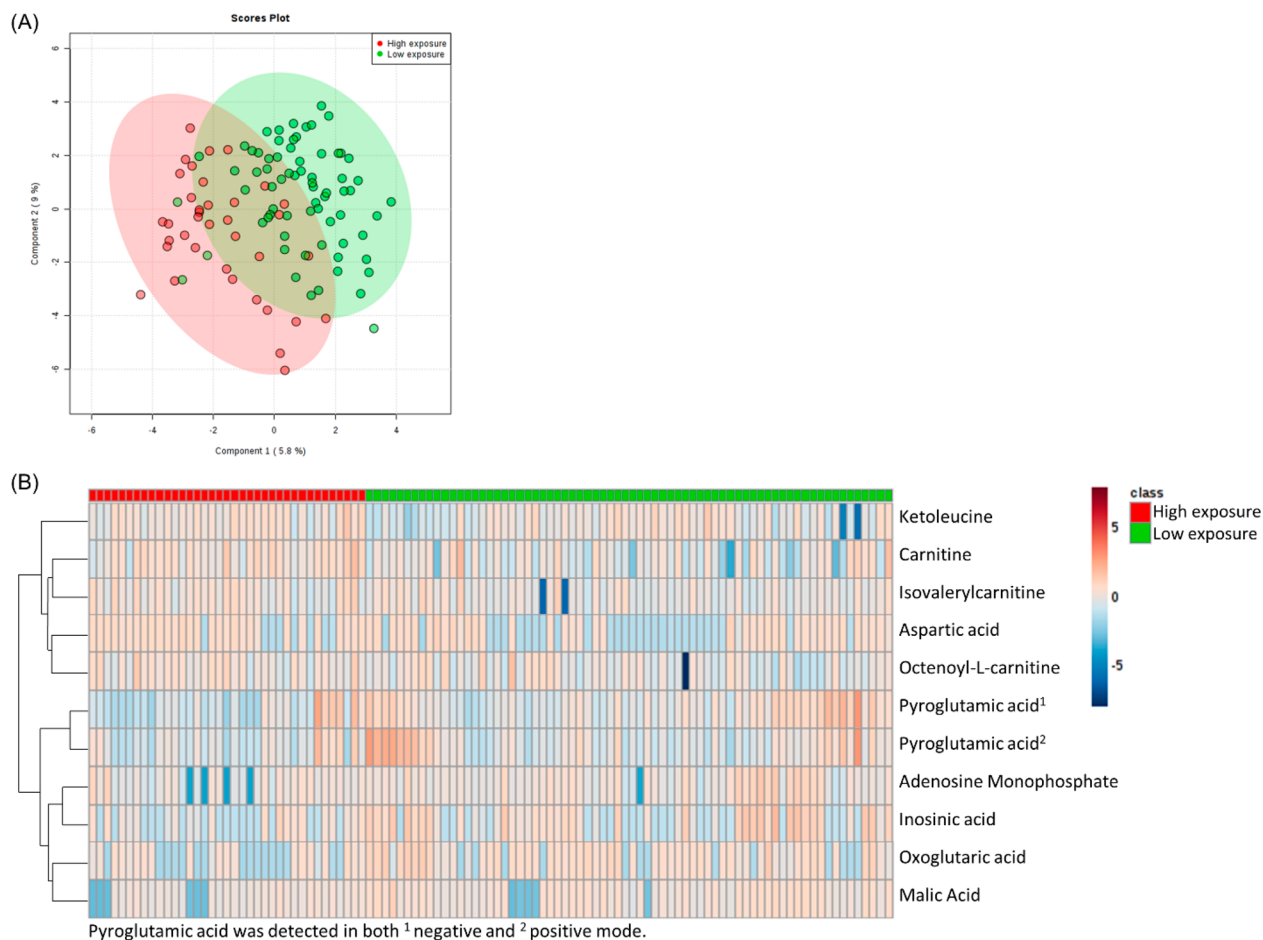 (A)
Scores Plot
High exposure
Low exposure
6
4
2
0
-2
-4
-6
Component 2 ( 9 %)
-6 -4 -2 0 2 4
Component 1 ( 5.8 %)
(B)
class
High exposure
Low exposure
5
0
-5
Ketoleucine
Carnitine
Isovalerylcarnitine
Aspartic acid
Octenoyl-L-carnitine
Pyroglutamic acid¹
Pyroglutamic acid²
Adenosine Monophosphate
Inosinic acid
Oxoglutaric acid
Malic Acid
Pyroglutamic acid was detected in both ¹ negative and ² positive mode.